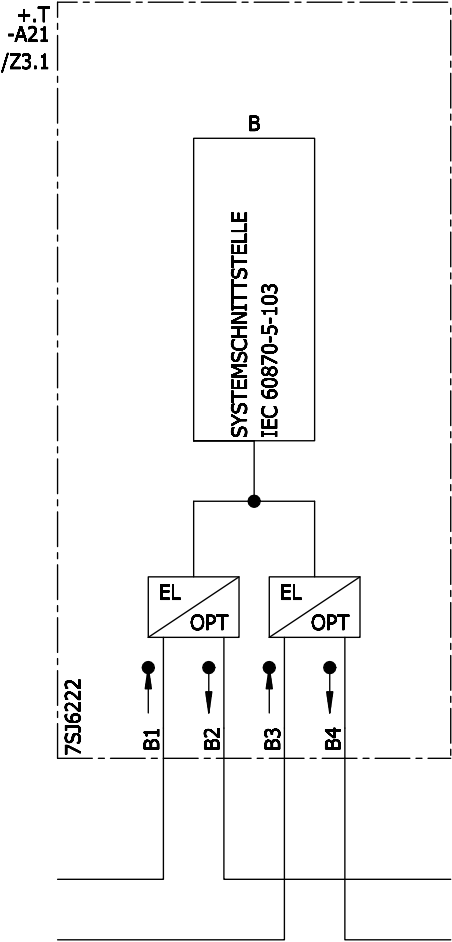 +.T
-A21
/Z3.1
B
SYSTEMSCHNITTSTELLE
IEC 60870-5-103
EL
OPT
EL
OPT
7SJ6222
B1
B2
B3
B4